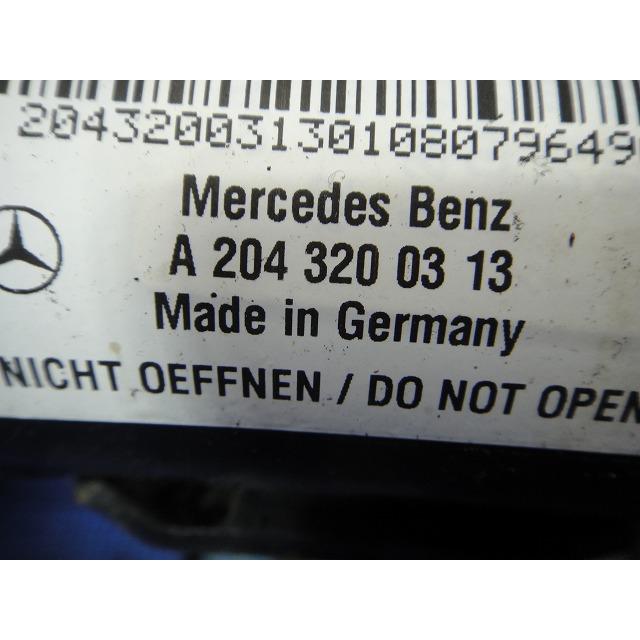 20432003130108079649
Mercedes Benz
A 204 320 03 13
Made in Germany
NICHT OEFFNEN / DO NOT OPEN